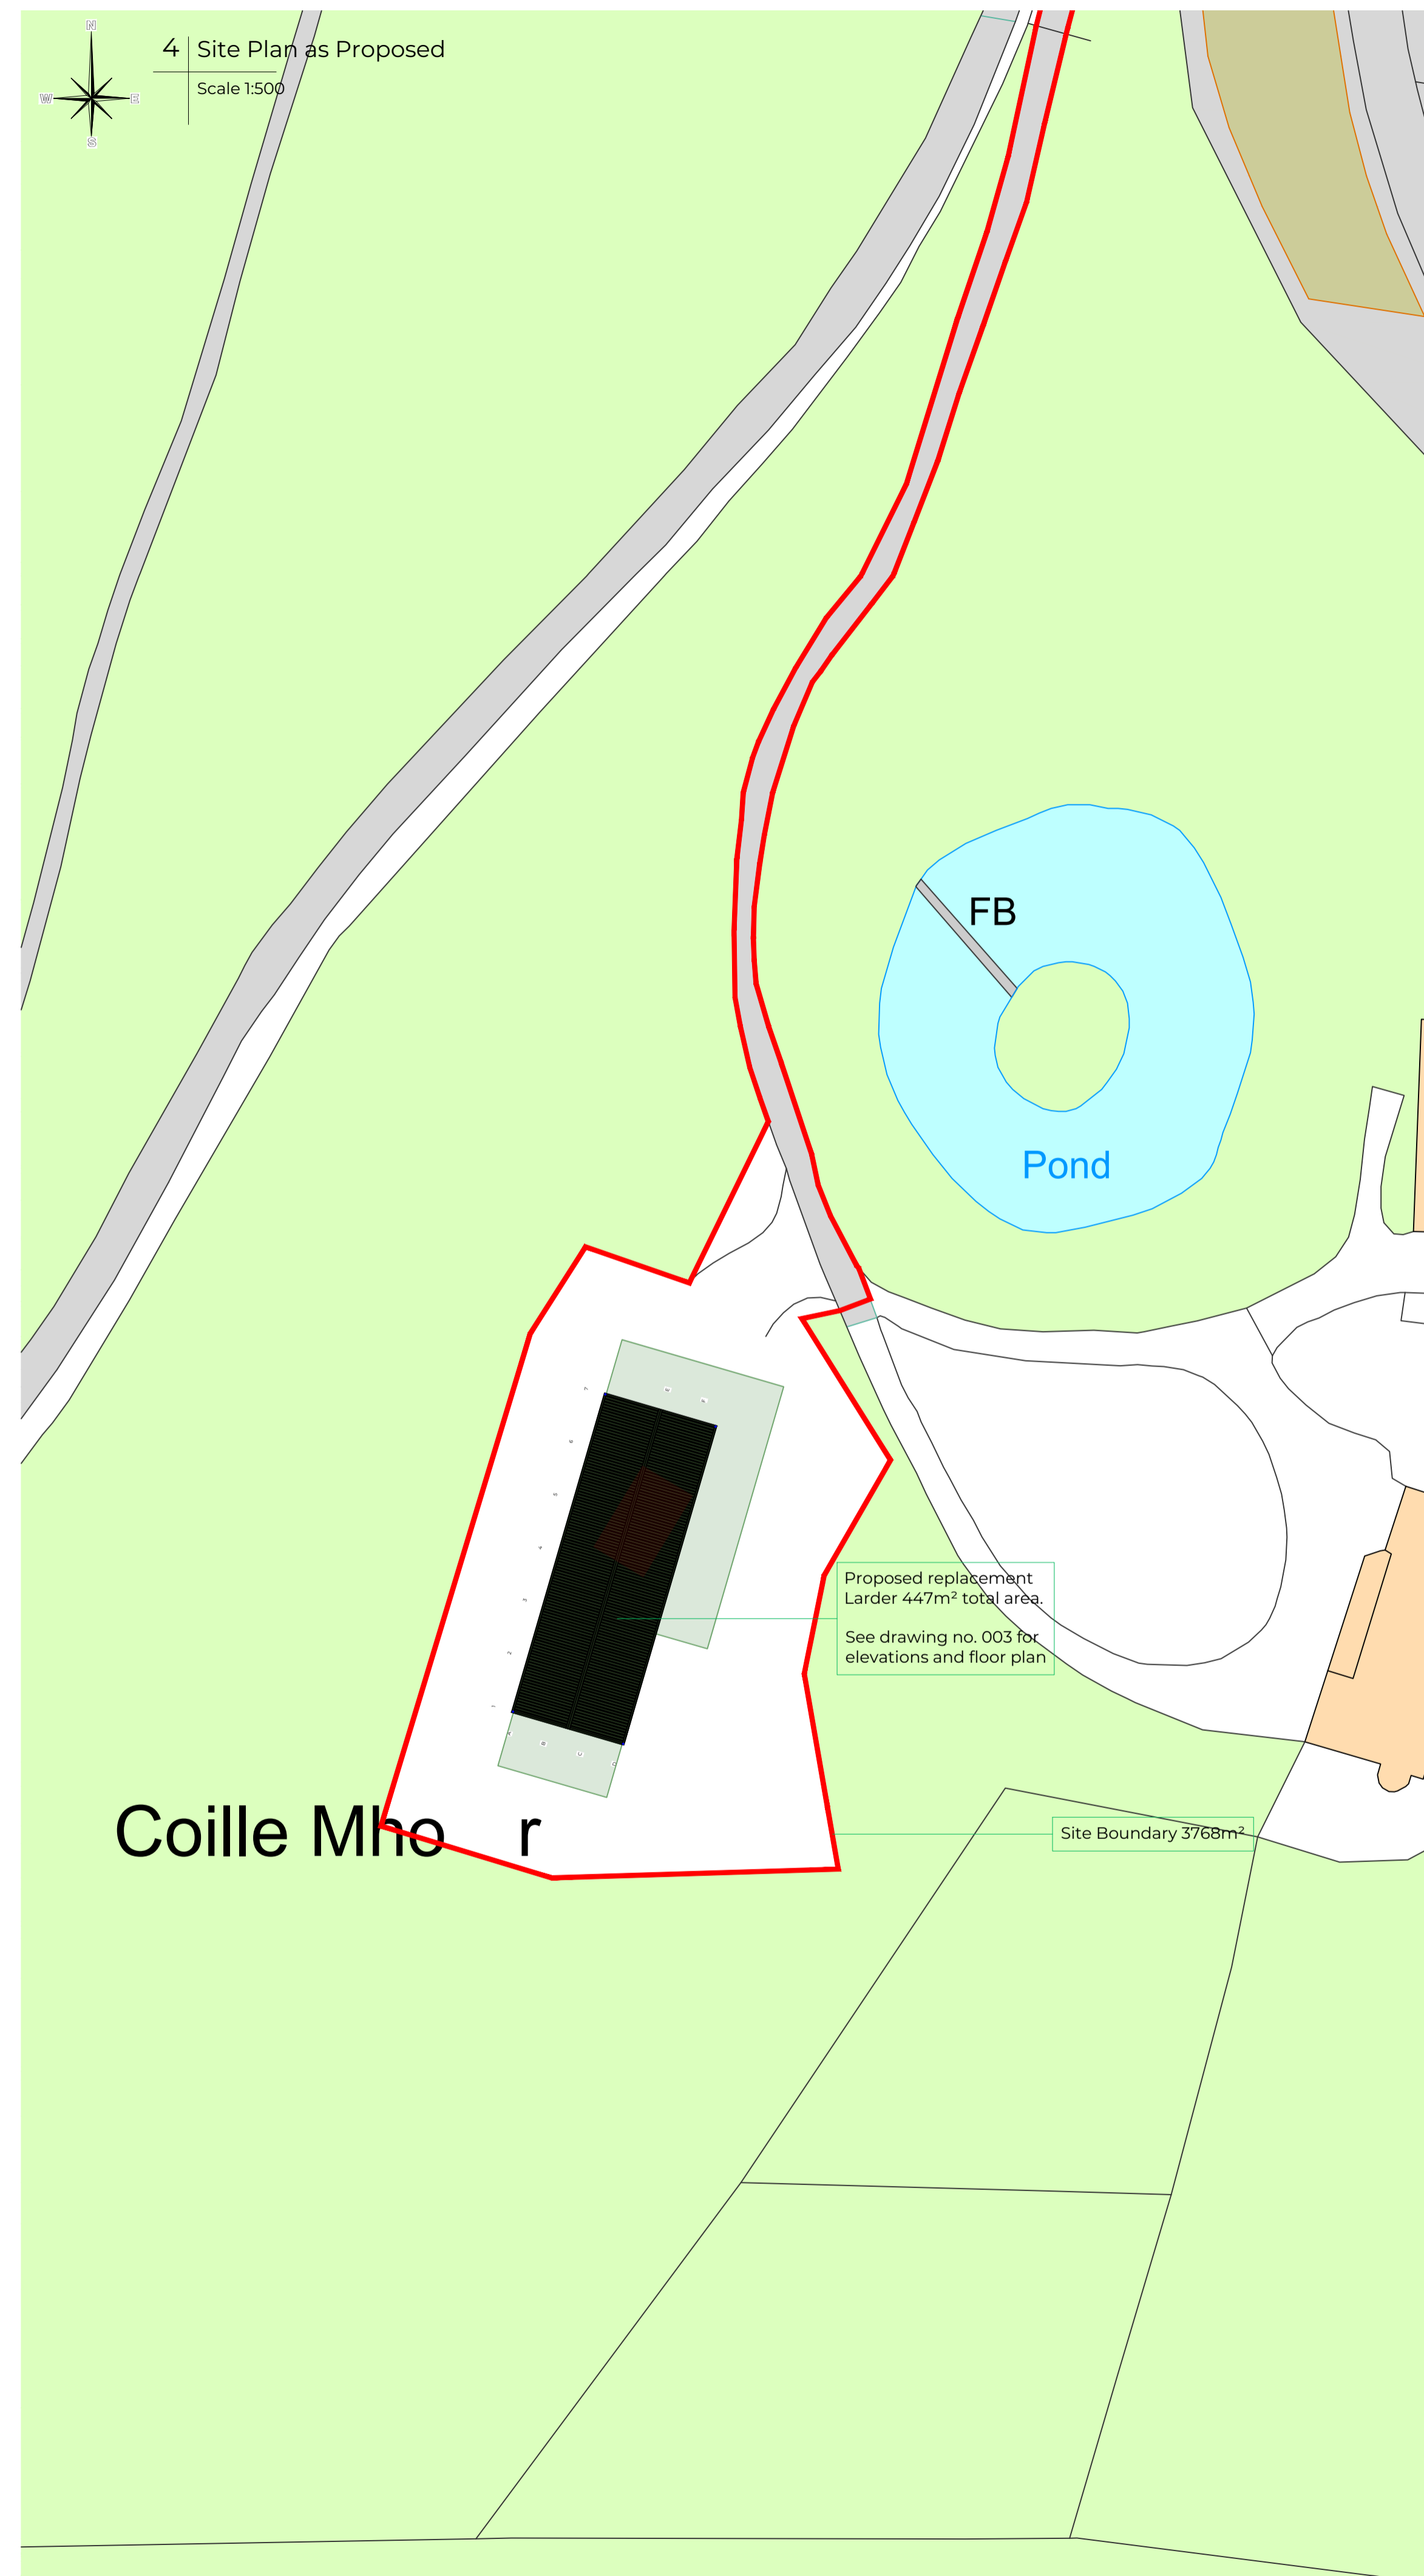 N
W
E
S
4
Site Plan as Proposed
Scale 1:500
FB
Pond
Proposed replacement
Larder 447m² total area.
See drawing no. 003 for
elevations and floor plan
Coille Mho r
Site Boundary 3768m²